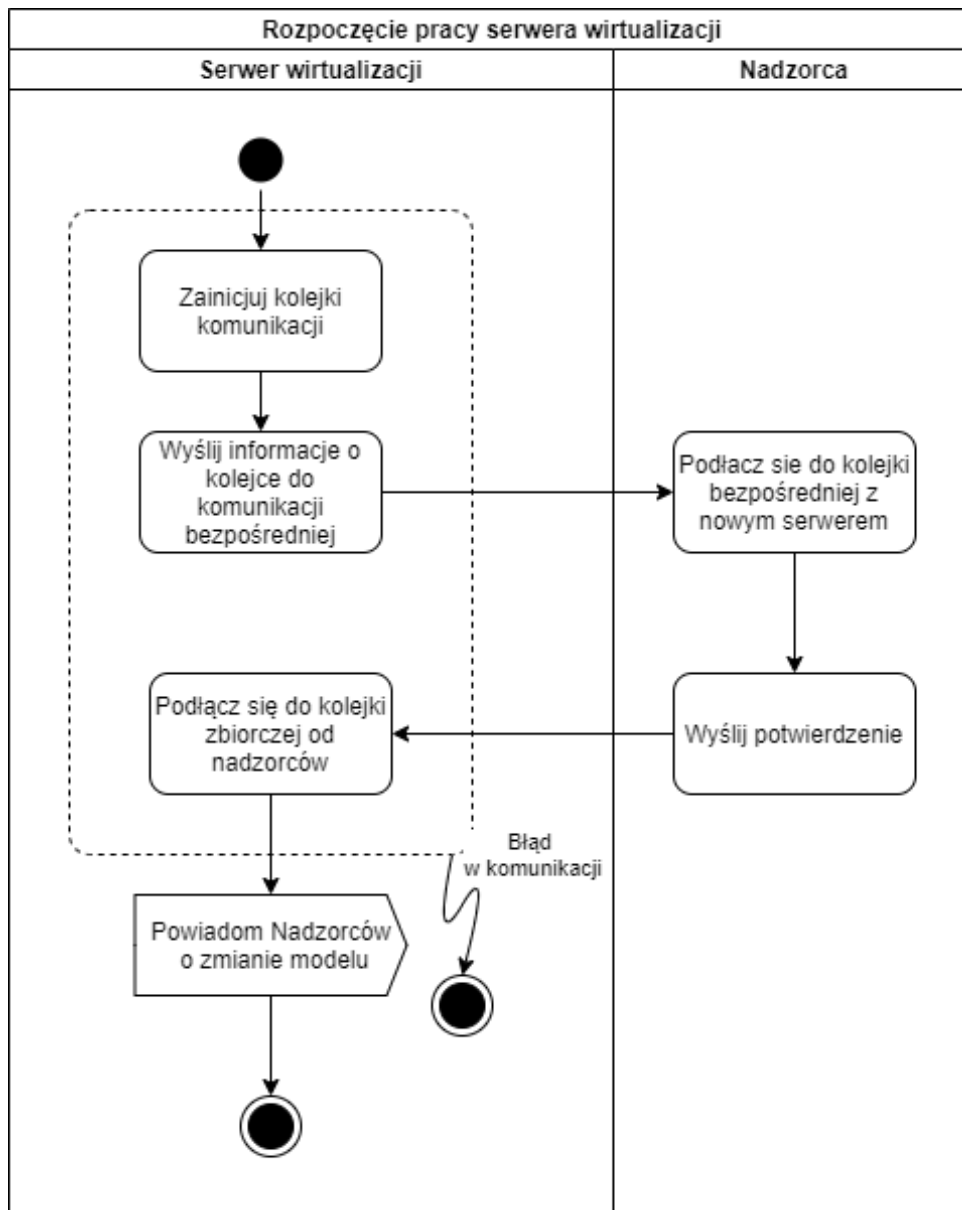 Rozpoczęcie pracy serwera wirtualizacji
Serwer wirtualizacji
Nadzorca
Zainicjuj kolejki
komunikacji
Wyślij informacje o
kolejce do
komunikacji
bezpośredniej
Podłacz sie do kolejki
bezpośredniej z
nowym serwerem
Podłącz się do kolejki
zbiorczej od
nadzorców
Wyślij potwierdzenie
Błąd
w komunikacji
Powiadom Nadzorców
o zmianie modelu